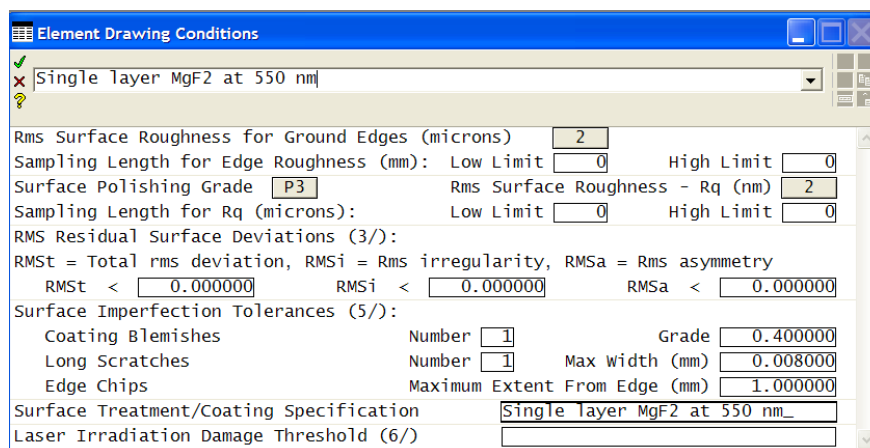 Element Drawing Conditions
Single layer MgF2 at 550 nm
Rms Surface Roughness for Ground Edges (microns) 2
Sampling Length for Edge Roughness (mm): Low Limit 0 High Limit 0
Surface Polishing Grade P3 Rms Surface Roughness - Rq (nm) 2
Sampling Length for Rq (microns): Low Limit 0 High Limit 0
RMS Residual Surface Deviations (3/):
RMSt = Total rms deviation, RMSi = Rms irregularity, RMSa = Rms asymmetry
RMSt < 0.000000 RMSi < 0.000000 RMSa < 0.000000
Surface Imperfection Tolerances (5/):
Coating Blemishes Number 1 Grade 0.400000
Long Scratches Number 1 Max Width (mm) 0.008000
Edge Chips Maximum Extent From Edge (mm) 1.000000
Surface Treatment/Coating Specification Single layer MgF2 at 550 nm_
Laser Irradiation Damage Threshold (6/)